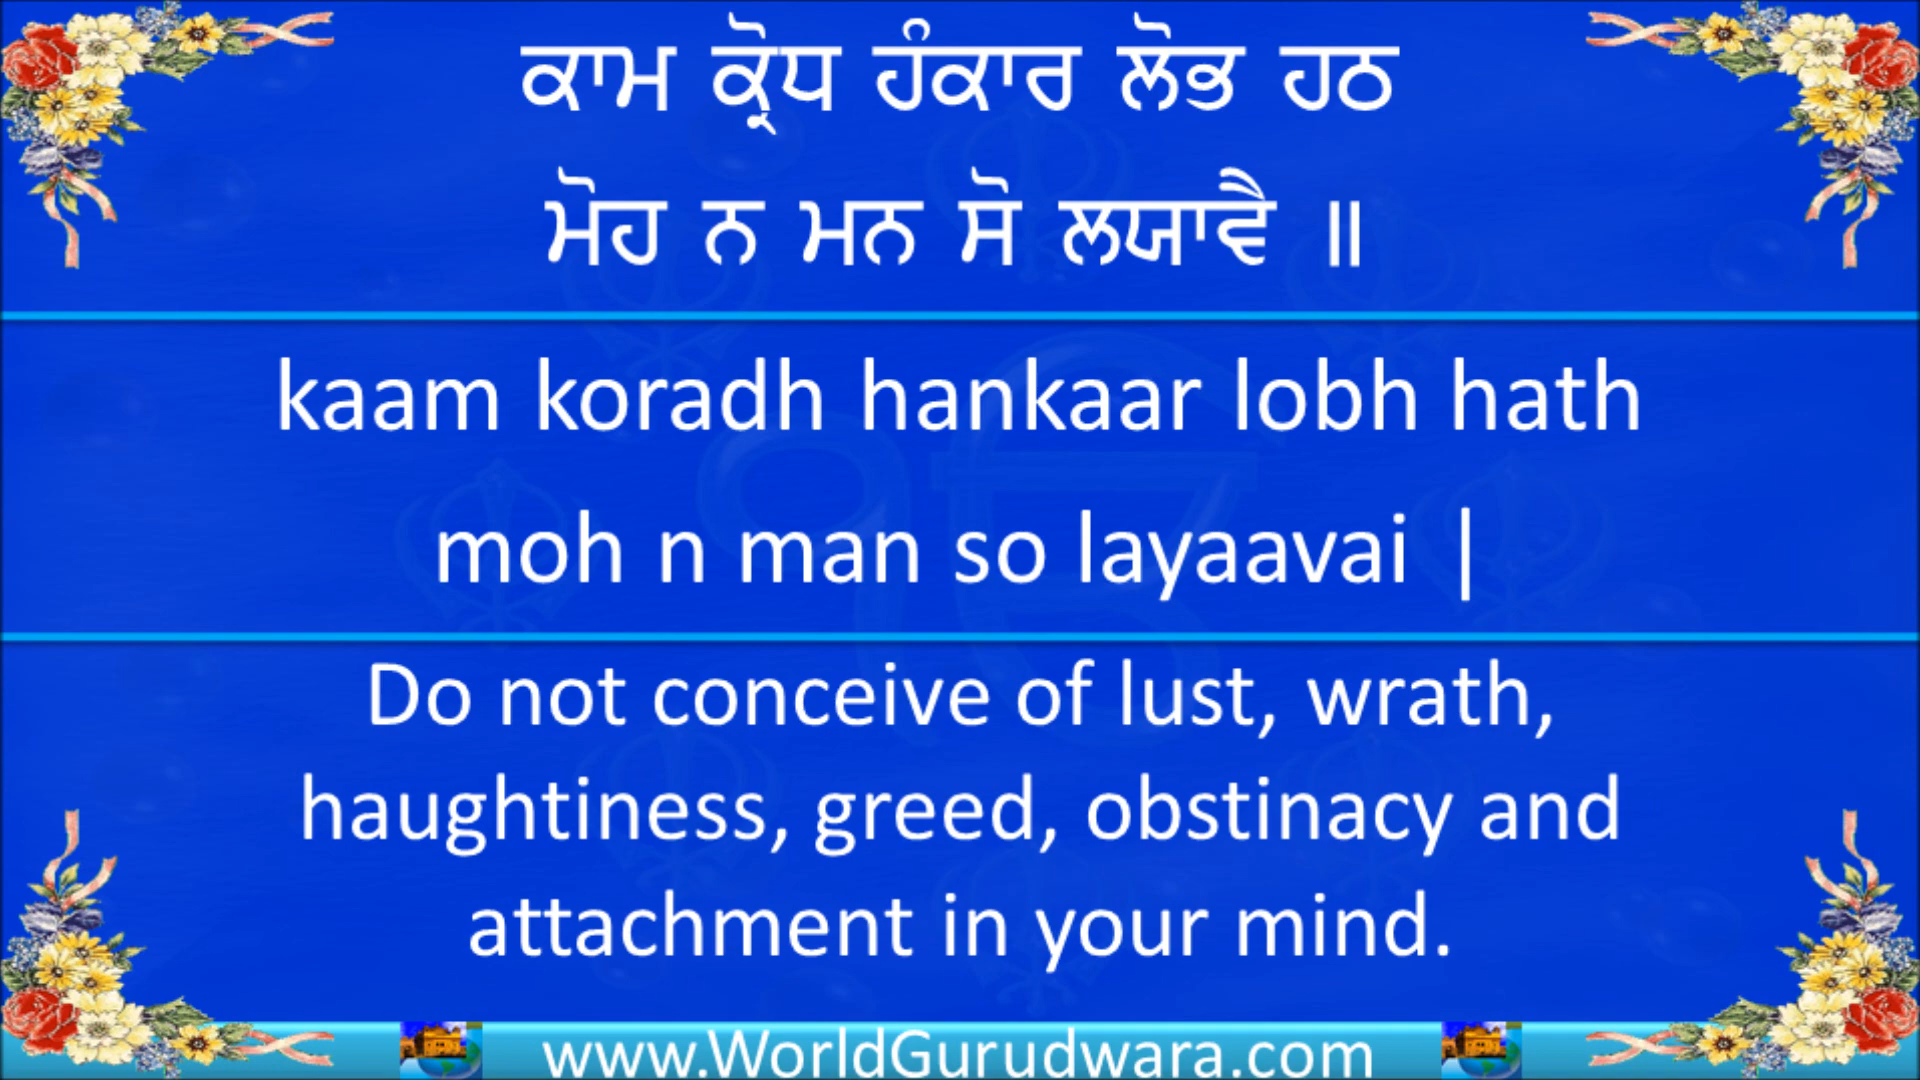 ਕਾਮ ਕ੍ਰੋਧ ਹੰਕਾਰ ਲੋਭ ਹਠ
ਮੋਹ ਨ ਮਨ ਸੋ ਲਯਾਵੈ ॥
kaam koradh hankaar lobh hath
moh n man so layaavai |
Do not conceive of lust, wrath,
haughtiness, greed, obstinacy and
attachment in your mind.
www.WorldGurudwara.com